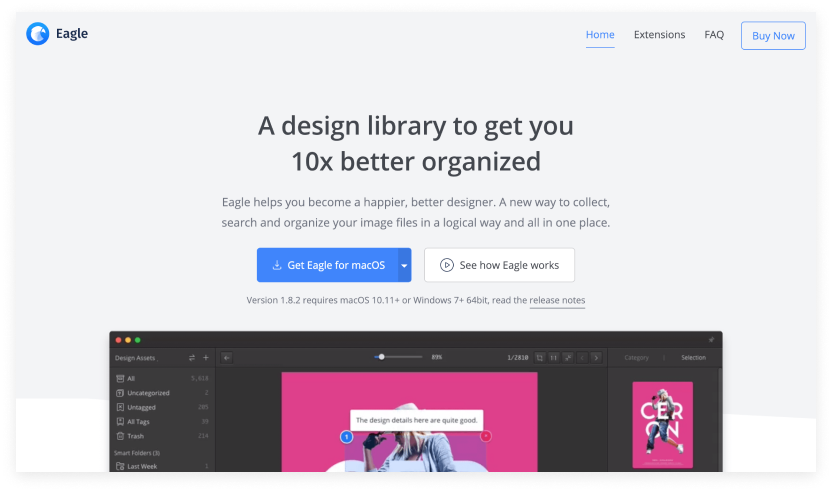 Eagle
Home Extensions FAQ Buy Now
A design library to get you
10x better organized
Eagle helps you become a happier, better designer. A new way to collect,
search and organize your image files in a logical way and all in one place.
Get Eagle for macOS
See how Eagle works
Version 1.8.2 requires macOS 10.11+ or Windows 7+ 64bit, read the release notes
Design Assets
89%
1/2810
Category
Selection
All 5,618
Uncategorized 2
Untagged 205
All Tags 39
Trash 214
Smart Folders (3)
Last Week 1
The design details here are quite good.
1
CER
ON